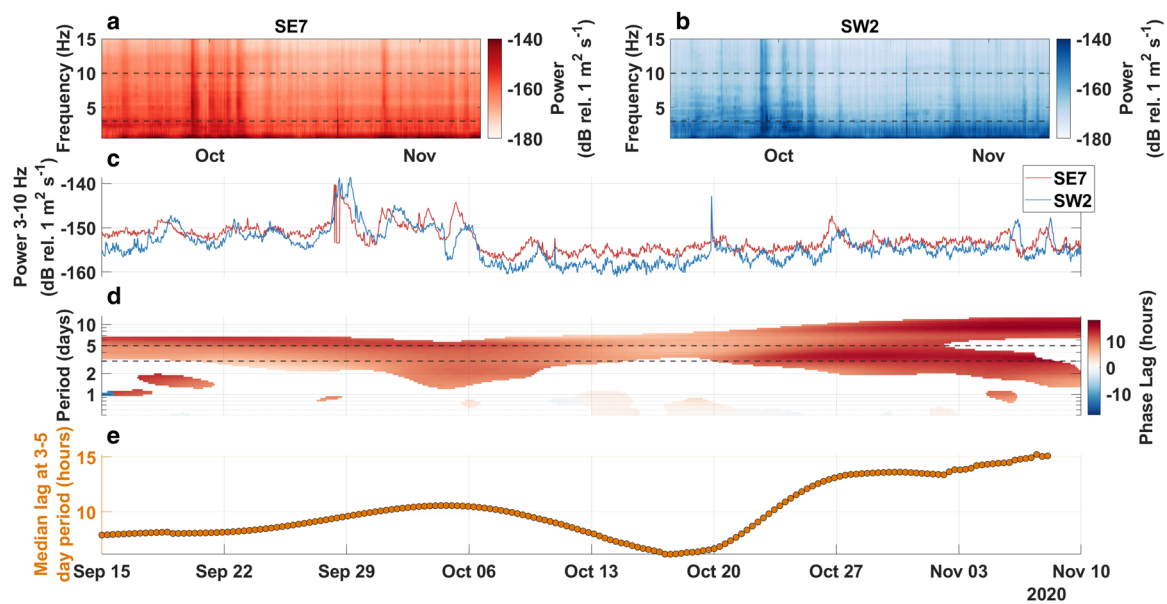 a
SE7
Frequency (Hz)
15
10
5
Oct
Nov
-140
-160
-180
Power
(dB rel. 1 m² s⁻¹)
b
SW2
Frequency (Hz)
15
10
5
Oct
Nov
-140
-160
-180
Power
(dB rel. 1 m² s⁻¹)
c
Power 3-10 Hz
(dB rel. 1 m² s⁻¹)
-140
-150
-160
SE7
SW2
d
Period (days)
10
5
2
1
10
0
-10
Phase Lag (hours)
e
Median lag at 3-5
day period (hours)
15
10
Sep 15
Sep 22
Sep 29
Oct 06
Oct 13
Oct 20
Oct 27
Nov 03
Nov 10
2020